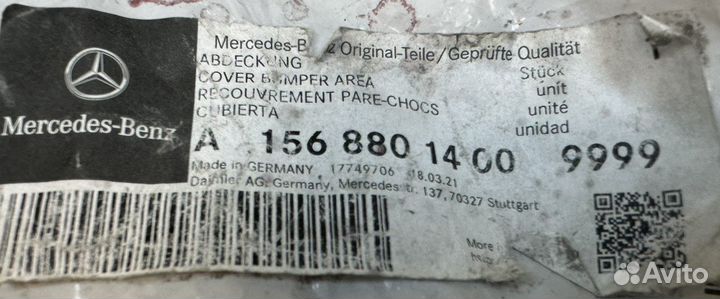 Mercedes-Benz
Mercedes-B z Original-Teile/Geprüfte Qualität
ABDECKUNG
COVER BUMPER AREA
RECOUVREMENT PARE-CHOCS
CUBIERTA
Stück
unit
unité
unidad
A 156 880 14 00 9999
Made in GERMANY 17749706 18.03.21
Daimler AG, Germany, Mercedesstr. 137, 70327 Stuttgart
More
Avito